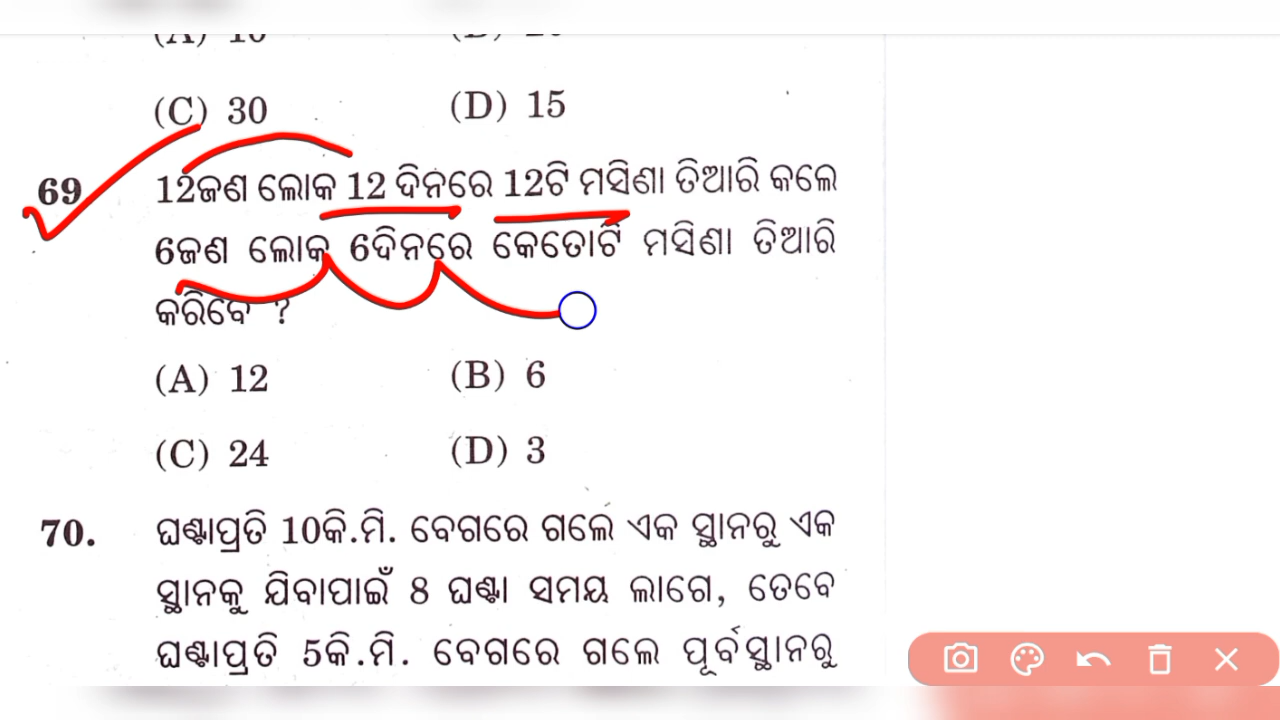 (C) 30 (D) 15
69 12ଜଣ ଲୋକ 12 ଦିନରେ 12ଟି ମସିଣା ତିଆରି କଲେ
6ଜଣ ଲୋକ 6ଦିନରେ କେତୋଟି ମସିଣା ତିଆରି
କରିବେ ?
(A) 12 (B) 6
(C) 24 (D) 3
70. ଘଣ୍ଟାପ୍ରତି 10କି.ମି. ବେଗରେ ଗଲେ ଏକ ସ୍ଥାନରୁ ଏକ
ସ୍ଥାନକୁ ଯିବାପାଇଁ 8 ଘଣ୍ଟା ସମୟ ଲାଗେ, ତେବେ
ଘଣ୍ଟାପ୍ରତି 5କି.ମି. ବେଗରେ ଗଲେ ପୂର୍ବସ୍ଥାନରୁ